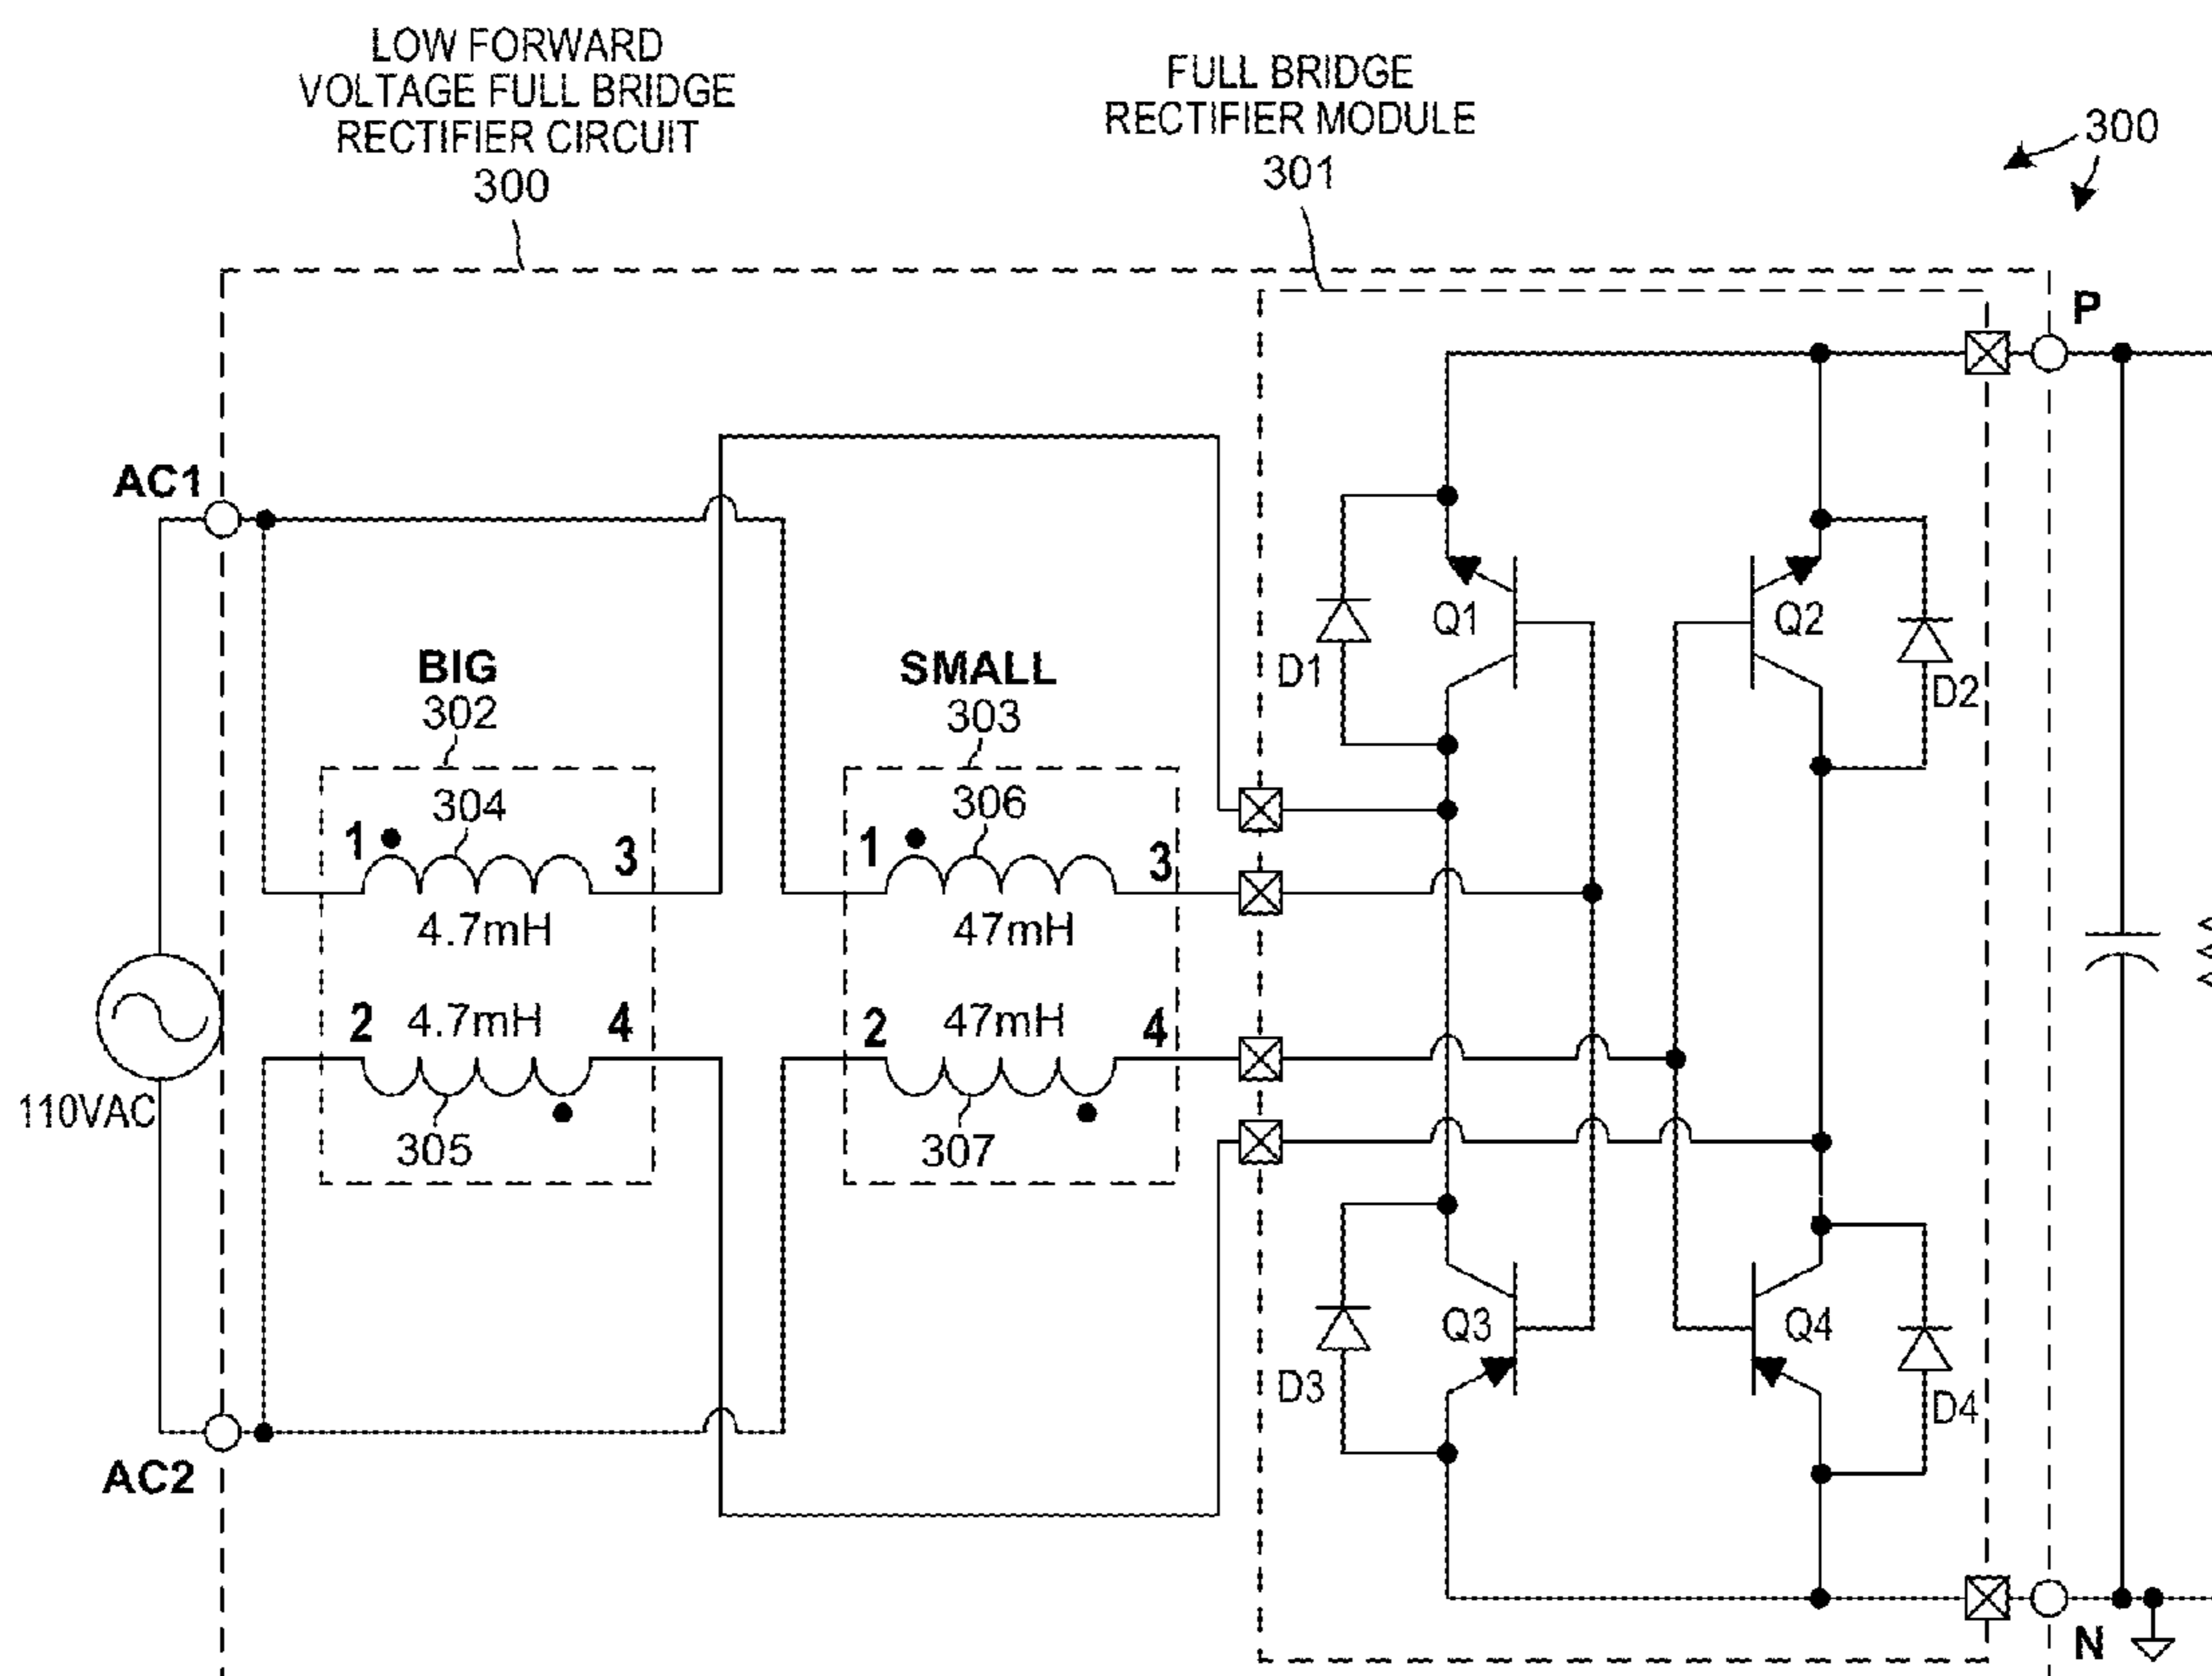 LOW FORWARD
VOLTAGE FULL BRIDGE
RECTIFIER CIRCUIT
300
FULL BRIDGE
RECTIFIER MODULE
301
300
P
AC1
Q1
Q2
D1
D2
BIG
302
SMALL
303
304
306
1
3
1
3
4.7mH
47mH
2
4.7mH
4
2
47mH
4
110VAC
305
307
Q3
Q4
D3
D4
AC2
N